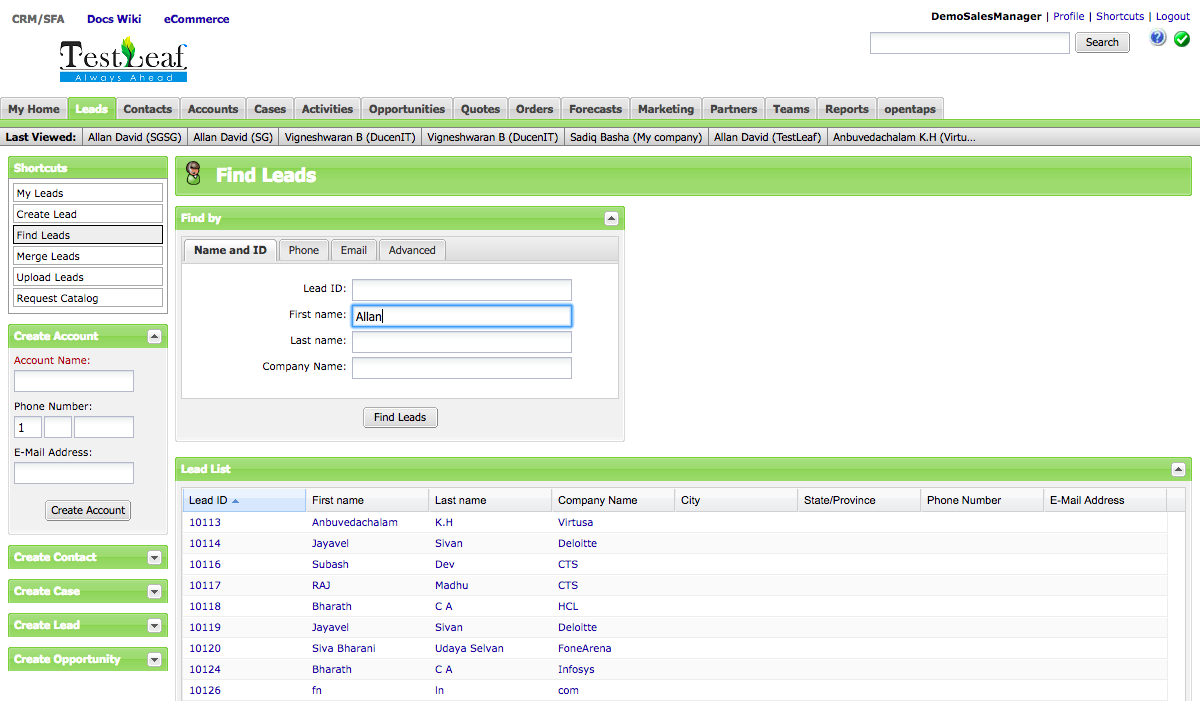 CRM/SFA Docs Wiki eCommerce
DemoSalesManager | Profile | Shortcuts | Logout
Search
TestLeaf
Always Ahead
My Home Leads Contacts Accounts Cases Activities Opportunities Quotes Orders Forecasts Marketing Partners Teams Reports opentaps
Last Viewed: Allan David (SGSG) Allan David (SG) Vigneshwaran B (DucenIT) Vigneshwaran B (DucenIT) Sadiq Basha (My company) Allan David (TestLeaf) Anbuvedachalam K.H (Virtu...
Shortcuts
My Leads
Create Lead
Find Leads
Merge Leads
Upload Leads
Request Catalog
Create Account
Account Name:
Phone Number:
1
E-Mail Address:
Create Account
Create Contact
Create Case
Create Lead
Create Opportunity
Find Leads
Find by
Name and ID Phone Email Advanced
Lead ID:
First name: Allan
Last name:
Company Name:
Find Leads
Lead List
Lead ID First name Last name Company Name City State/Province Phone Number E-Mail Address
10113 Anbuvedachalam K.H Virtusa
10114 Jayavel Sivan Deloitte
10116 Subash Dev CTS
10117 RAJ Madhu CTS
10118 Bharath C A HCL
10119 Jayavel Sivan Deloitte
10120 Siva Bharani Udaya Selvan FoneArena
10124 Bharath C A Infosys
10126 fn ln com